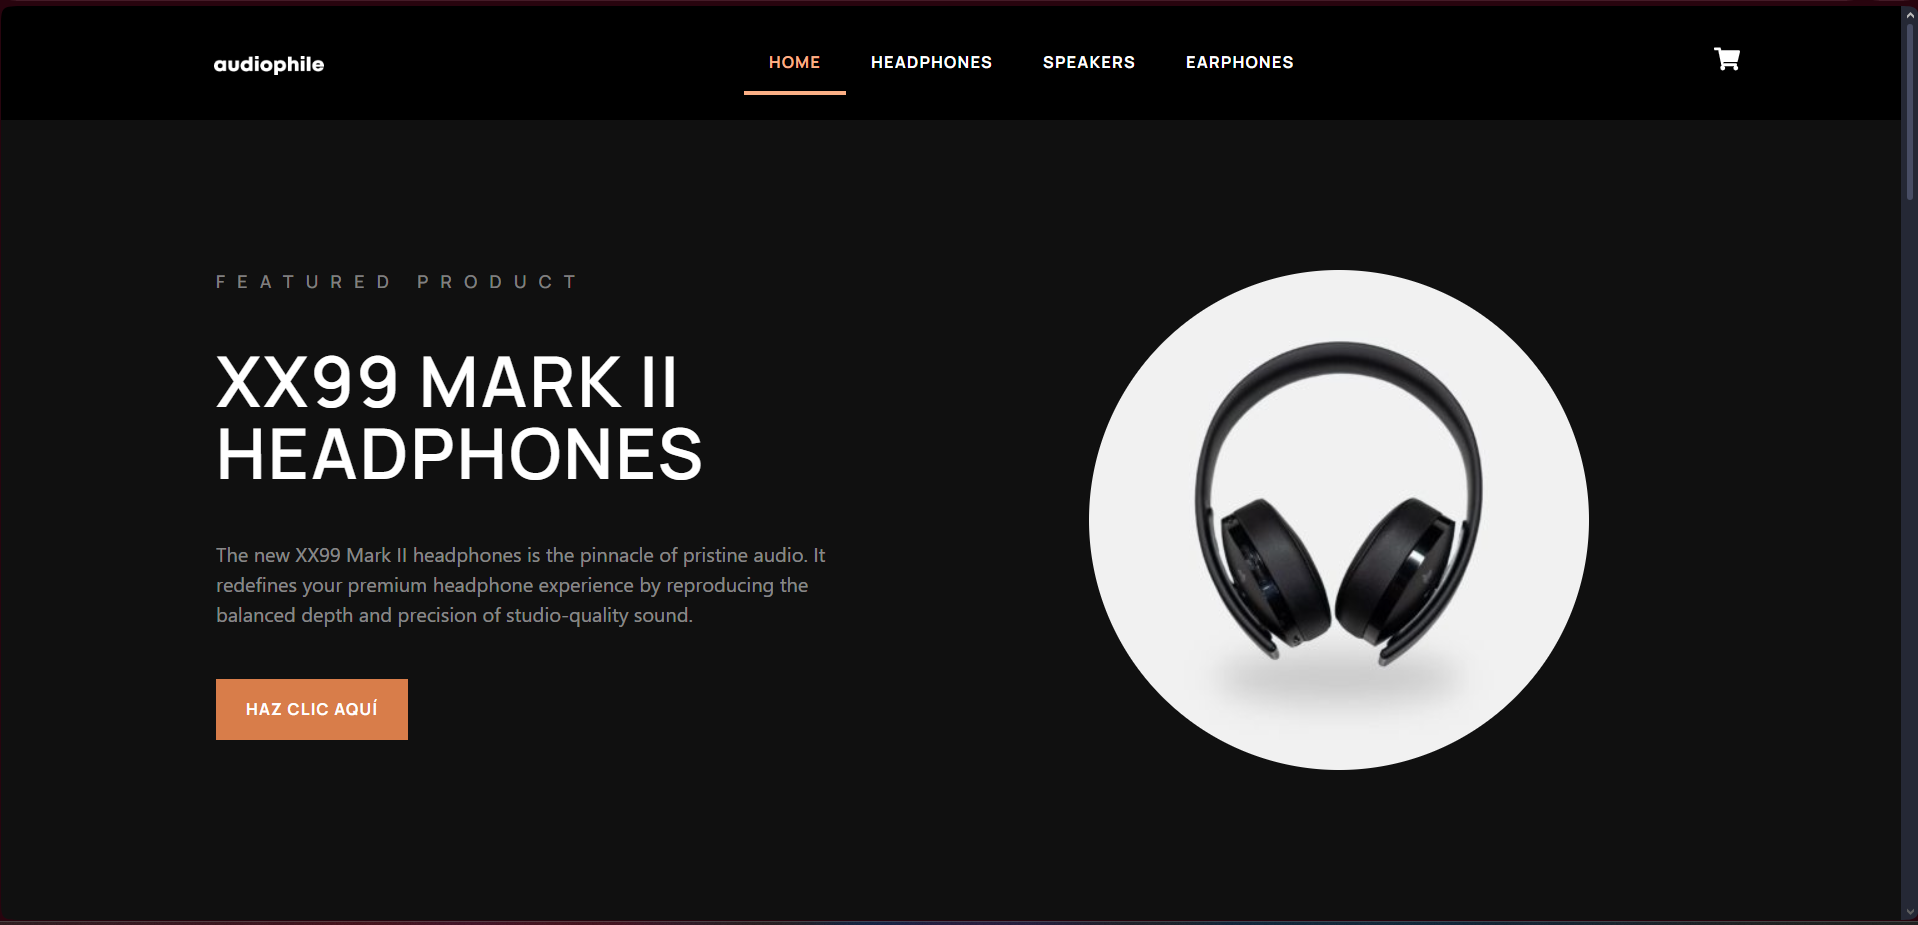 audiophile
HOME HEADPHONES SPEAKERS EARPHONES
FEATURED PRODUCT
XX99 MARK II
HEADPHONES
The new XX99 Mark II headphones is the pinnacle of pristine audio. It
redefines your premium headphone experience by reproducing the
balanced depth and precision of studio-quality sound.
HAZ CLIC AQUÍ